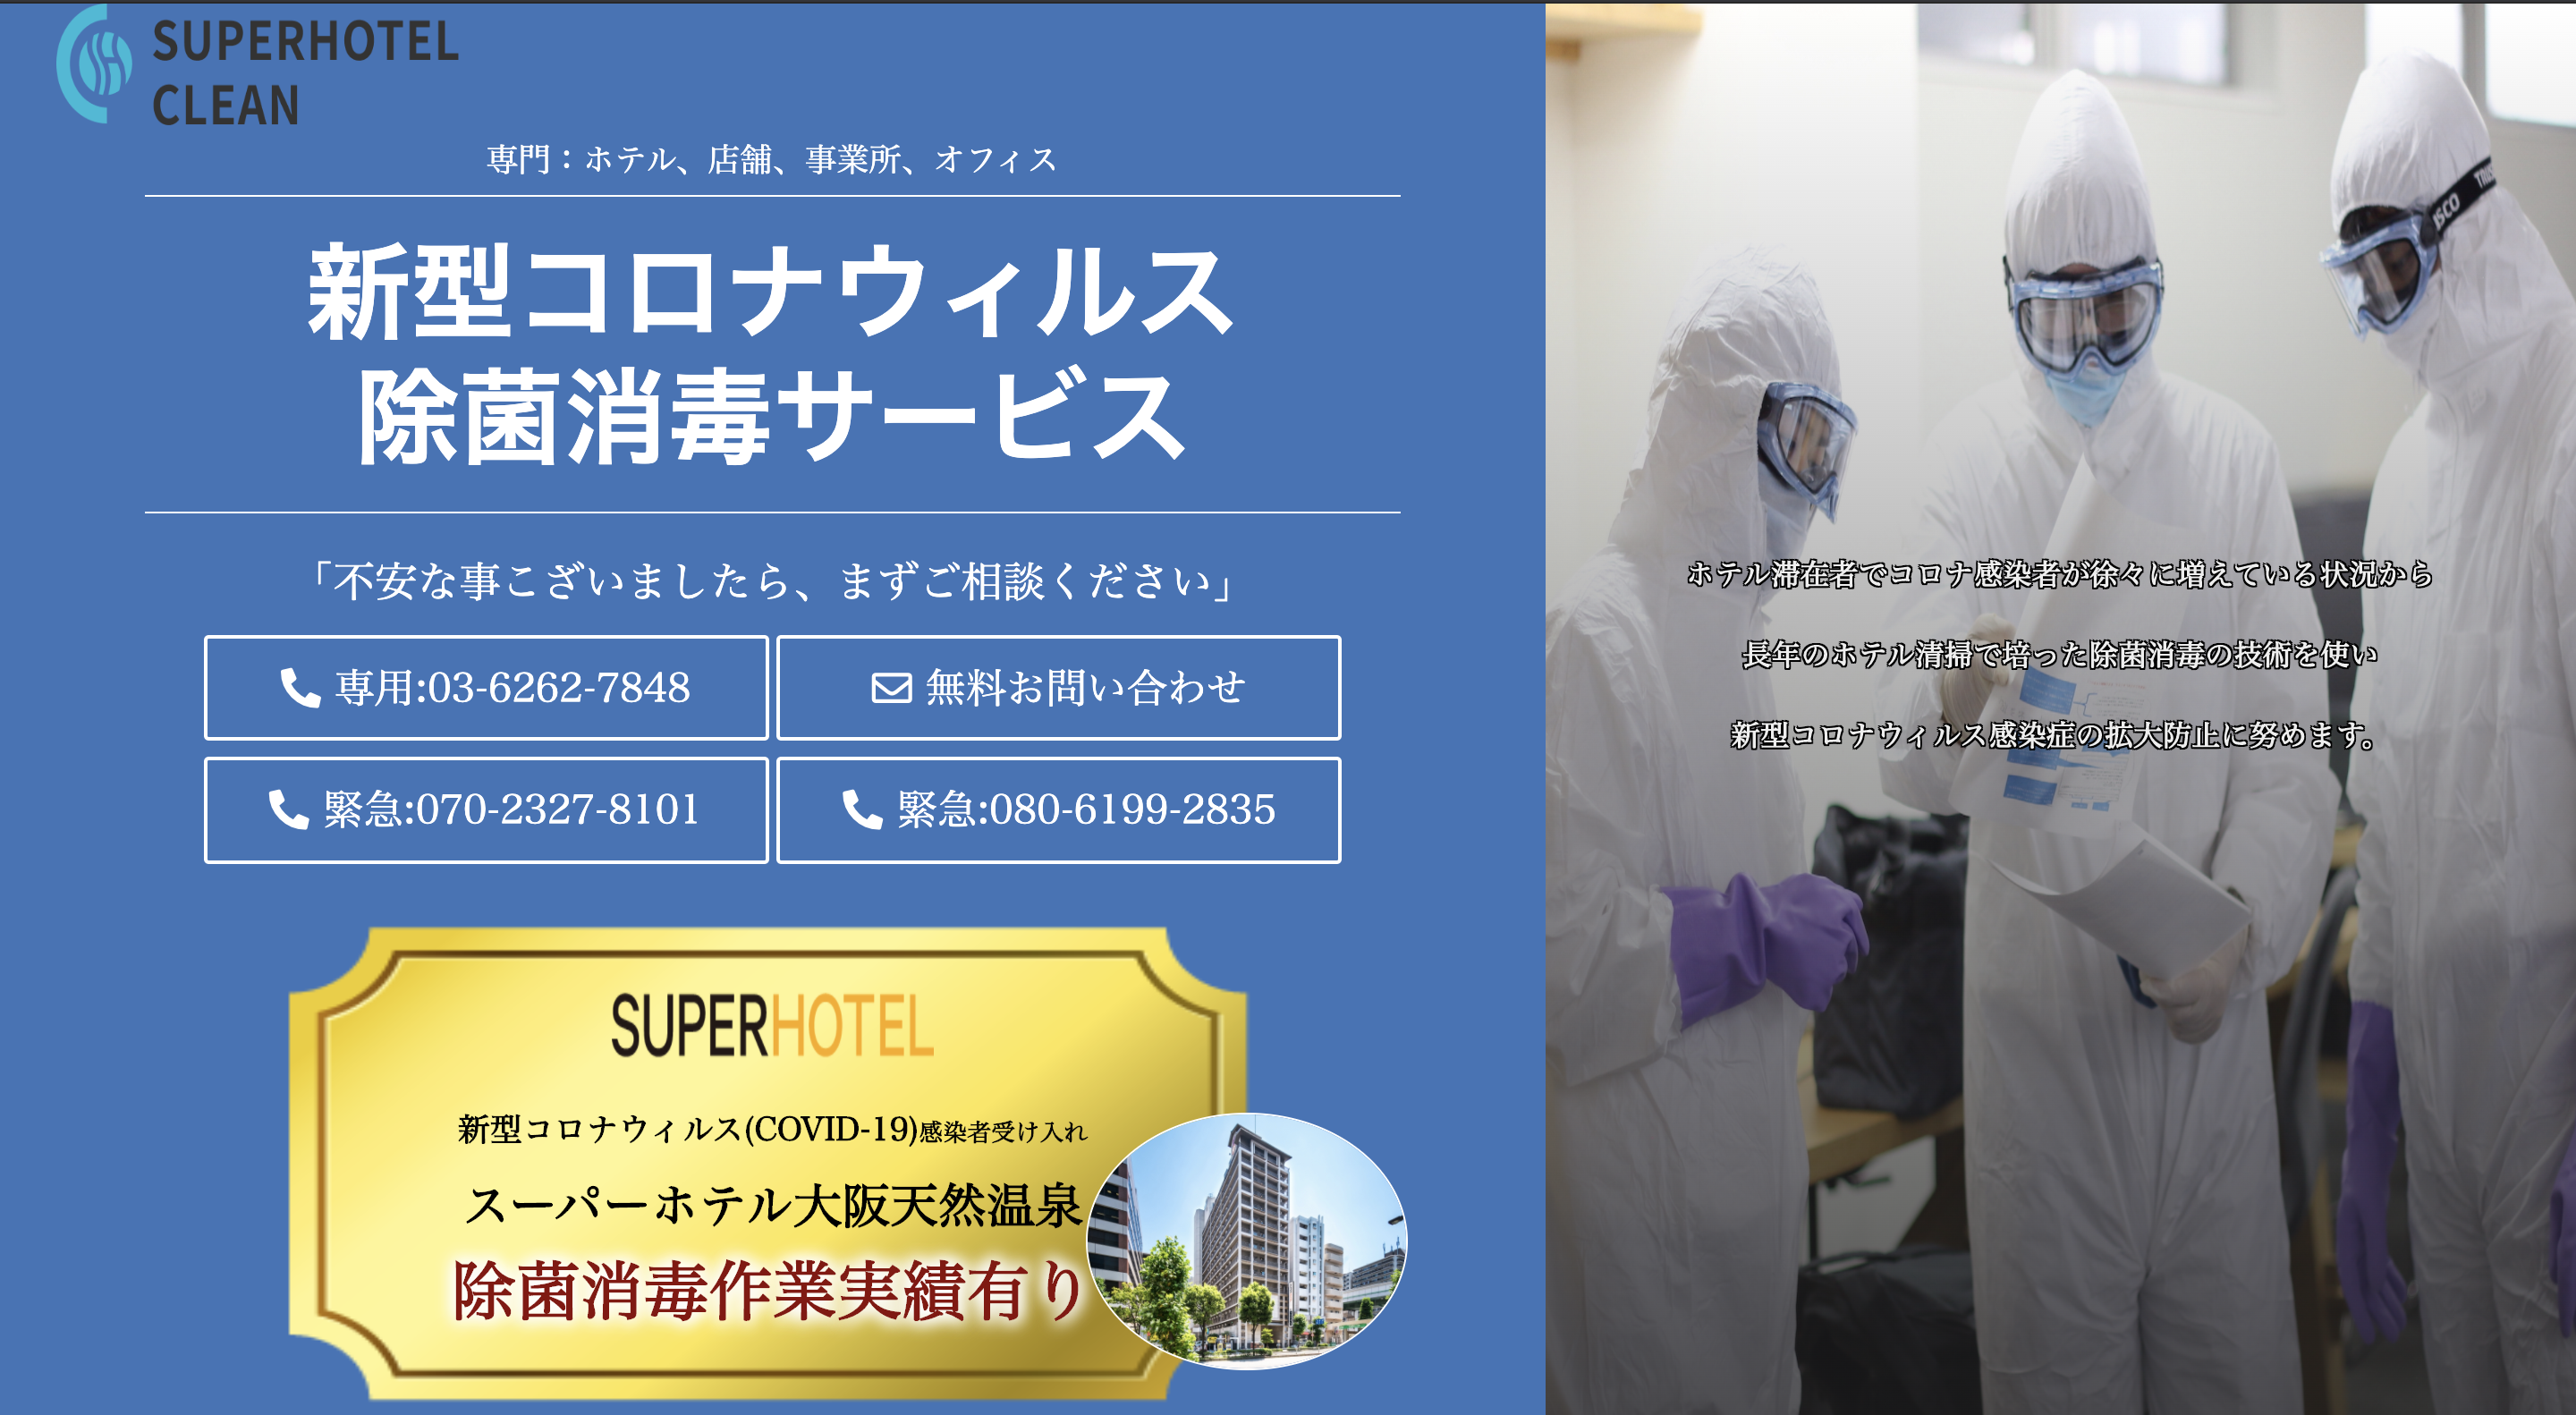 SUPERHOTEL
CLEAN
専門：ホテル、店舗、事業所、オフィス
新型コロナウィルス
除菌消毒サービス
「不安な事こざいましたら、まずご相談ください」
専用:03-6262-7848
無料お問い合わせ
緊急:070-2327-8101
緊急:080-6199-2835
SUPERHOTEL
新型コロナウィルス(COVID-19)感染者受け入れ
スーパーホテル大阪天然温泉
除菌消毒作業実績有り
ホテル滞在者でコロナ感染者が徐々に増えている状況から
長年のホテル清掃で培った除菌消毒の技術を使い
新型コロナウィルス感染症の拡大防止に努めます。